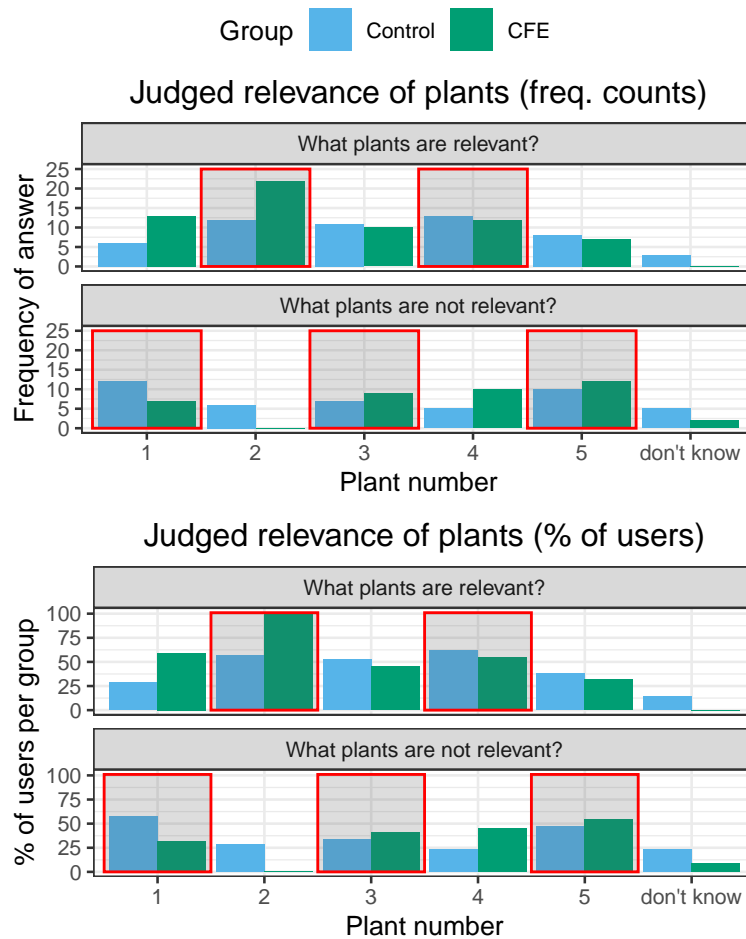 Group Control CFE
Judged relevance of plants (freq. counts)
What plants are relevant?
Frequency of answer
25
20
15
10
5
0
What plants are not relevant?
25
20
15
10
5
0
1 2 3 4 5 don't know
Plant number
Judged relevance of plants (% of users)
What plants are relevant?
% of users per group
100
75
50
25
0
What plants are not relevant?
100
75
50
25
0
1 2 3 4 5 don't know
Plant number